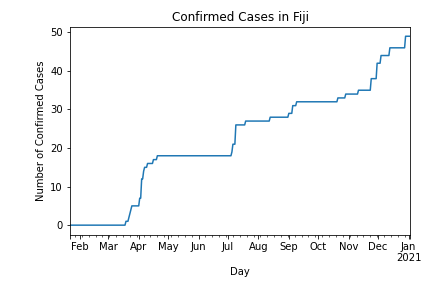 Confirmed Cases in Fiji
Number of Confirmed Cases
50
40
30
20
10
0
Feb Mar Apr May Jun Jul Aug Sep Oct Nov Dec Jan
2021
Day